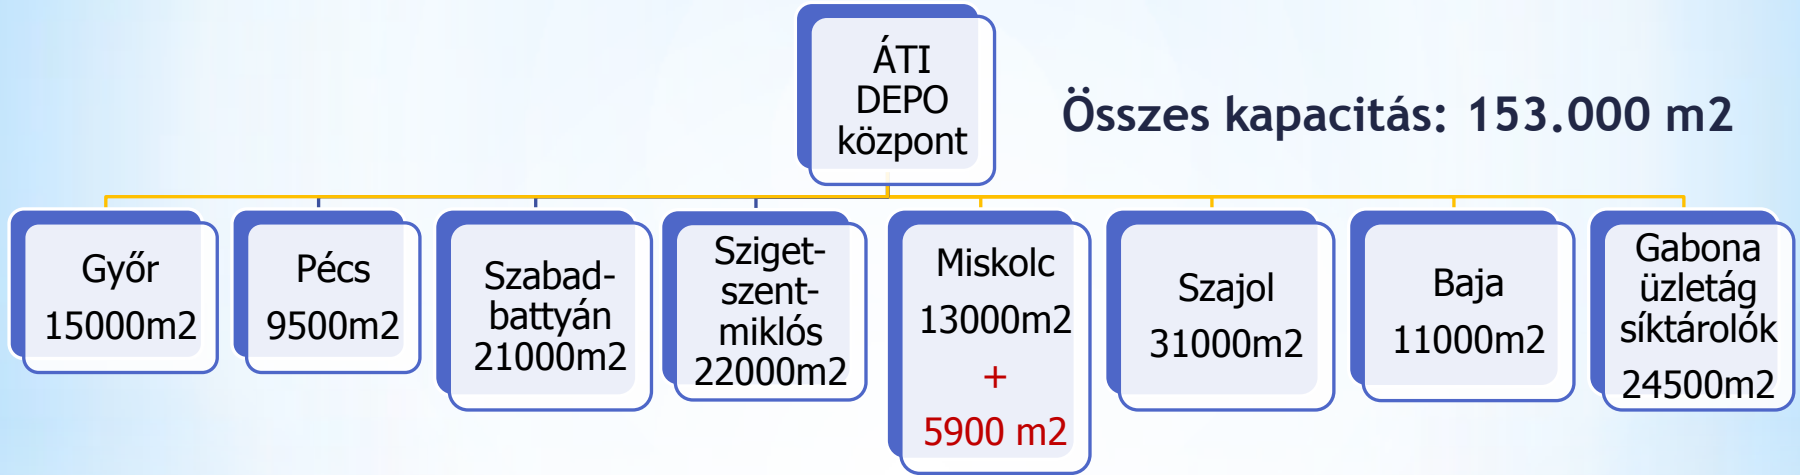 ÁTI
DEPO
központ
Összes kapacitás: 153.000 m2
Győr
15000m2
Pécs
9500m2
Szabad-
battyán
21000m2
Sziget-
szent-
miklós
22000m2
Miskolc
13000m2
+
5900 m2
Szajol
31000m2
Baja
11000m2
Gabona
üzletág
síktárolók
24500m2